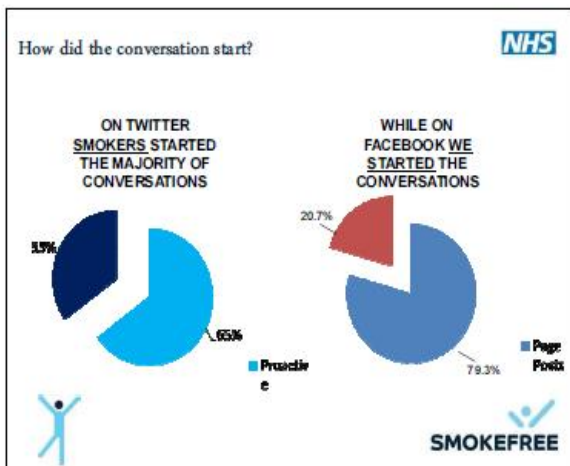 How did the conversation start?
NHS
ON TWITTER
SMOKERS STARTED
THE MAJORITY OF
CONVERSATIONS
65%
Proactiv
e
WHILE ON
FACEBOOK WE
STARTED THE
CONVERSATIONS
20.7%
79.3%
Page
Posts
SMOKEFREE